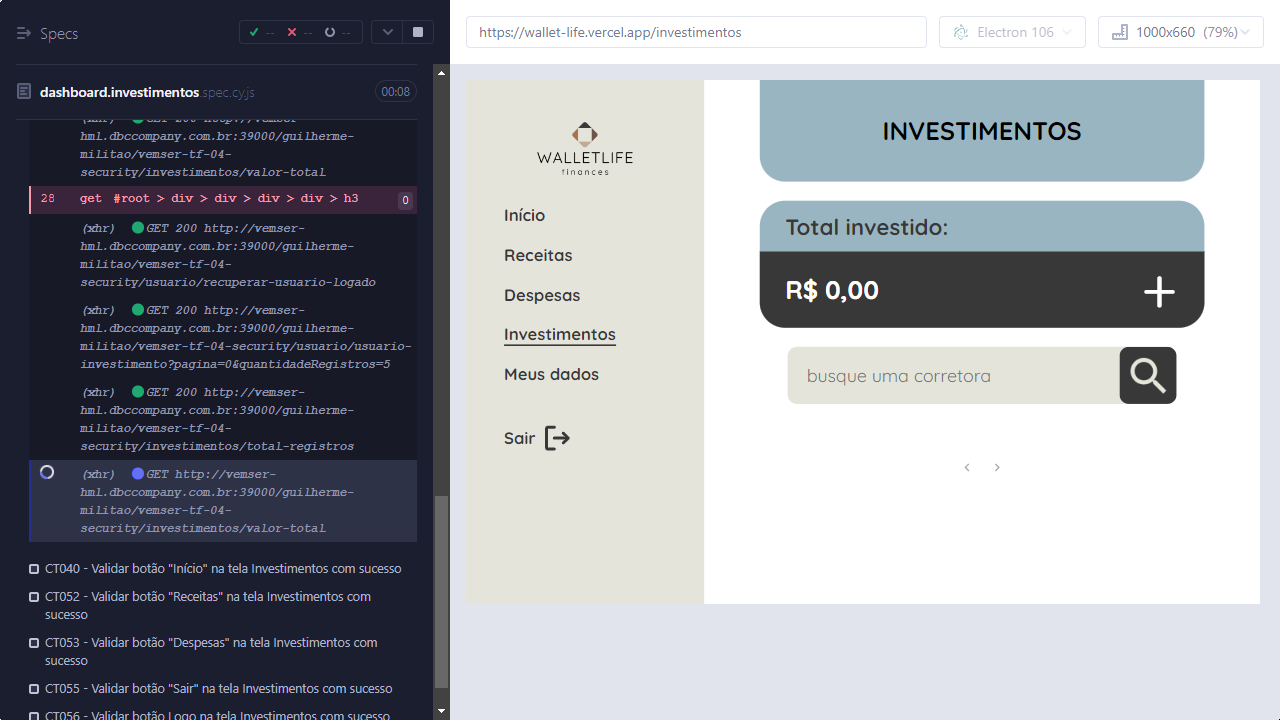 Specs
--
--
--
dashboard.investimentos.spec.cy.js
00:08
(xhr) GET 200 http://vemser-
hml.dbccompany.com.br:39000/guilherme-
militao/vemser-tf-04-
security/investimentos/valor-total
28 get #root > div > div > div > div > h3 0
(xhr) GET 200 http://vemser-
hml.dbccompany.com.br:39000/guilherme-
militao/vemser-tf-04-
security/usuario/recuperar-usuario-logado
(xhr) GET 200 http://vemser-
hml.dbccompany.com.br:39000/guilherme-
militao/vemser-tf-04-security/usuario/usuario-
investimento?pagina=0&quantidadeRegistros=5
(xhr) GET 200 http://vemser-
hml.dbccompany.com.br:39000/guilherme-
militao/vemser-tf-04-
security/investimentos/total-registros
(xhr) GET http://vemser-
hml.dbccompany.com.br:39000/guilherme-
militao/vemser-tf-04-
security/investimentos/valor-total
CT040 - Validar botão "Início" na tela Investimentos com sucesso
CT052 - Validar botão "Receitas" na tela Investimentos com
sucesso
CT053 - Validar botão "Despesas" na tela Investimentos com
sucesso
CT055 - Validar botão "Sair" na tela Investimentos com sucesso
CT056 - Validar botão Logo na tela Investimentos com sucesso
https://wallet-life.vercel.app/investimentos
Electron 106
1000x660 (79%)
WALLETLIFE
finances
Início
Receitas
Despesas
Investimentos
Meus dados
Sair
INVESTIMENTOS
Total investido:
R$ 0,00
busque uma corretora